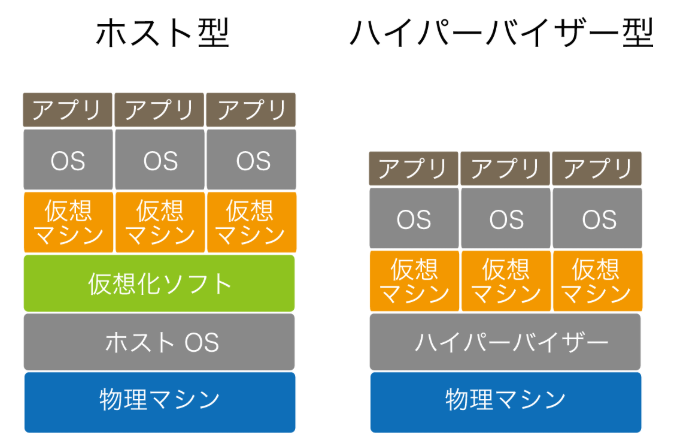 ホスト型
アプリ アプリ アプリ
OS OS OS
仮想 仮想 仮想
マシン マシン マシン
仮想化ソフト
ホスト OS
物理マシン
ハイパーバイザー型
アプリ アプリ アプリ
OS OS OS
仮想 仮想 仮想
マシン マシン マシン
ハイパーバイザー
物理マシン